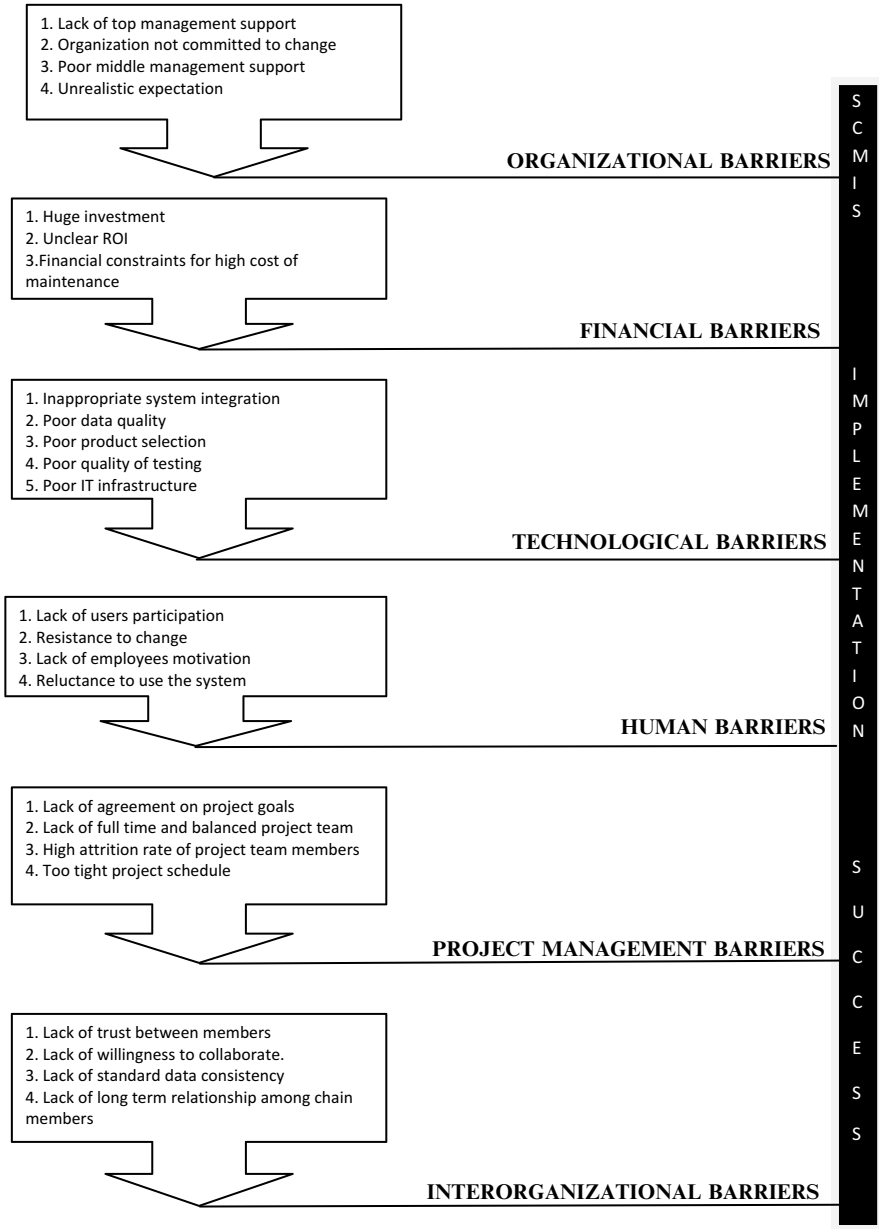 1. Lack of top management support
2. Organization not committed to change
3. Poor middle management support
4. Unrealistic expectation
ORGANIZATIONAL BARRIERS
1. Huge investment
2. Unclear ROI
3.Financial constraints for high cost of
maintenance
FINANCIAL BARRIERS
1. Inappropriate system integration
2. Poor data quality
3. Poor product selection
4. Poor quality of testing
5. Poor IT infrastructure
TECHNOLOGICAL BARRIERS
1. Lack of users participation
2. Resistance to change
3. Lack of employees motivation
4. Reluctance to use the system
HUMAN BARRIERS
1. Lack of agreement on project goals
2. Lack of full time and balanced project team
3. High attrition rate of project team members
4. Too tight project schedule
PROJECT MANAGEMENT BARRIERS
1. Lack of trust between members
2. Lack of willingness to collaborate.
3. Lack of standard data consistency
4. Lack of long term relationship among chain
members
INTERORGANIZATIONAL BARRIERS
SCMIS IMPLEMENTATION SUCCESS